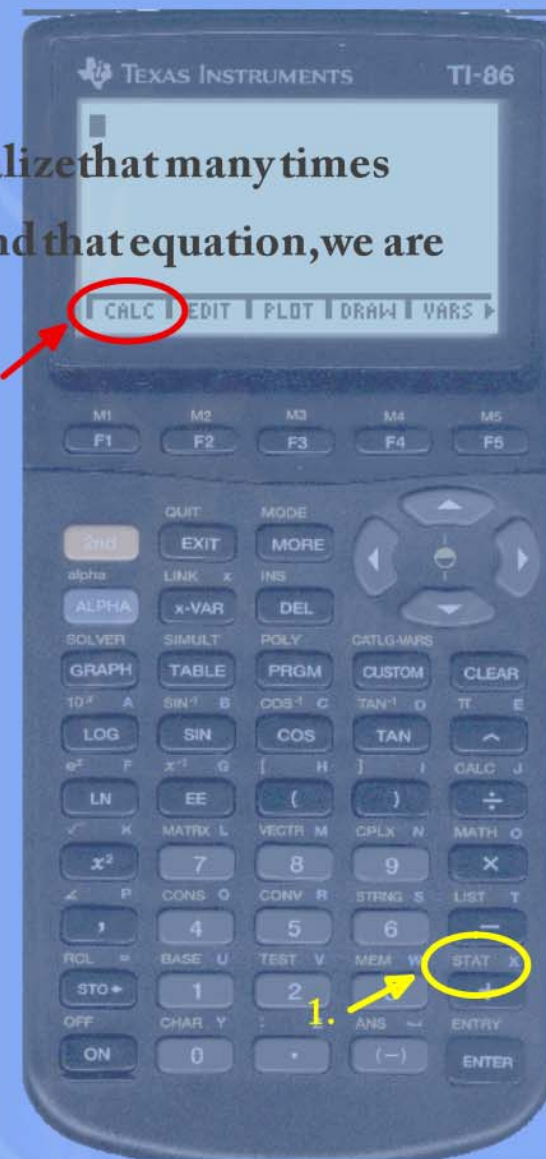 TEXAS INSTRUMENTS TI-86
alizethat many times
nd that equation, we are
CALC EDIT PLOT DRAW VARS
M1 M2 M3 M4 M5
F1 F2 F3 F4 F5
QUIT MODE
2nd EXIT MORE
alpha LINK x INS
ALPHA x-VAR DEL
SOLVER SIMULT POLY CATLG-VARS
GRAPH TABLE PRGM CUSTOM CLEAR
10ˣ A SIN⁻¹ B COS⁻¹ C TAN⁻¹ D π E
LOG SIN COS TAN ^
eˣ F x⁻¹ G [ H ] I CALC J
LN EE ( ) ÷
√ K MATRX L VECTR M CPLX N MATH O
x² 7 8 9 ×
∠ P CONS Q CONV R STRNG S LIST T
, 4 5 6 −
RCL = BASE U TEST V MEM W STAT X
STO 1 2 +
1.
OFF CHAR Y : ANS ENTRY
ON 0 . (−) ENTER